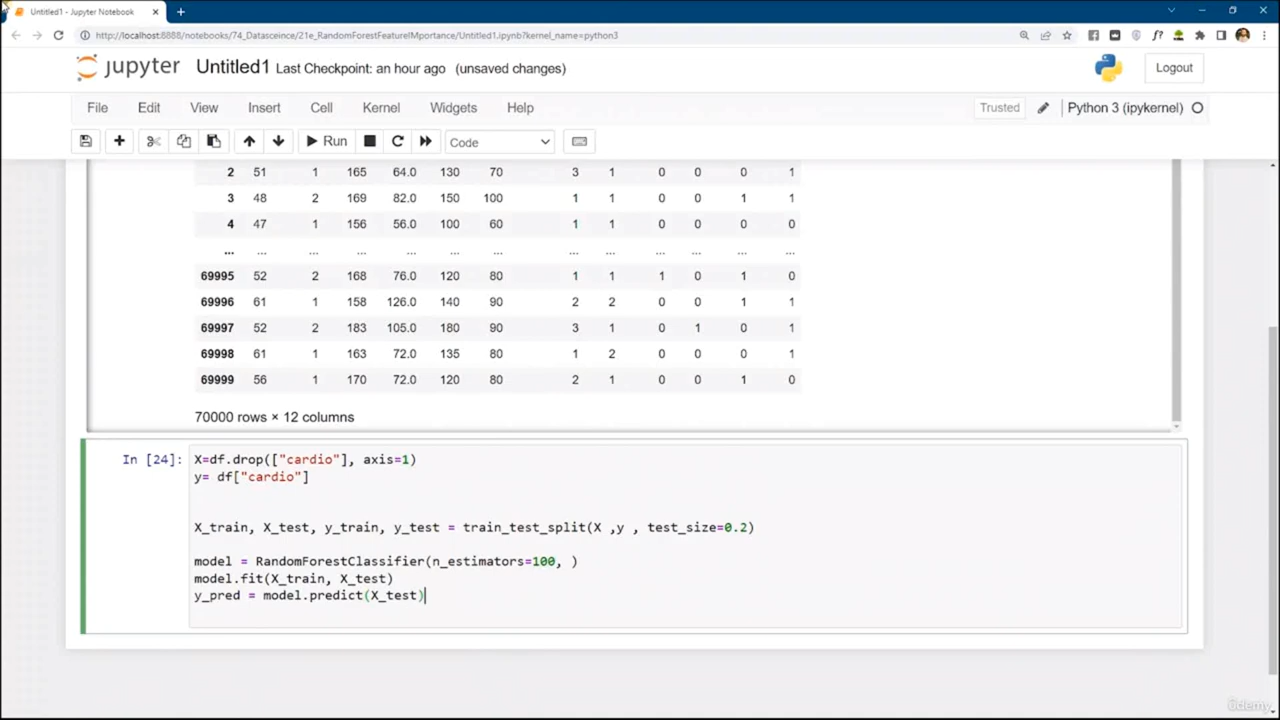 Untitled1 - Jupyter Notebook
http://localhost:8888/notebooks/74_Datasceince/21e_RandomForestFeatureIMportance/Untitled1.ipynb?kernel_name=python3
jupyter Untitled1 Last Checkpoint: an hour ago (unsaved changes) Logout
File Edit View Insert Cell Kernel Widgets Help Trusted Python 3 (ipykernel)
Run Code
2 51 1 165 64.0 130 70 3 1 0 0 0 1
3 48 2 169 82.0 150 100 1 1 0 0 1 1
4 47 1 156 56.0 100 60 1 1 0 0 0 0
... ... ... ... ... ... ... ... ... ... ... ... ...
69995 52 2 168 76.0 120 80 1 1 1 0 1 0
69996 61 1 158 126.0 140 90 2 2 0 0 1 1
69997 52 2 183 105.0 180 90 3 1 0 1 0 1
69998 61 1 163 72.0 135 80 1 2 0 0 0 1
69999 56 1 170 72.0 120 80 2 1 0 0 1 0
70000 rows × 12 columns
In [24]: X=df.drop(["cardio"], axis=1)
y= df["cardio"]
X_train, X_test, y_train, y_test = train_test_split(X ,y , test_size=0.2)
model = RandomForestClassifier(n_estimators=100, )
model.fit(X_train, X_test)
y_pred = model.predict(X_test)
ûdemy